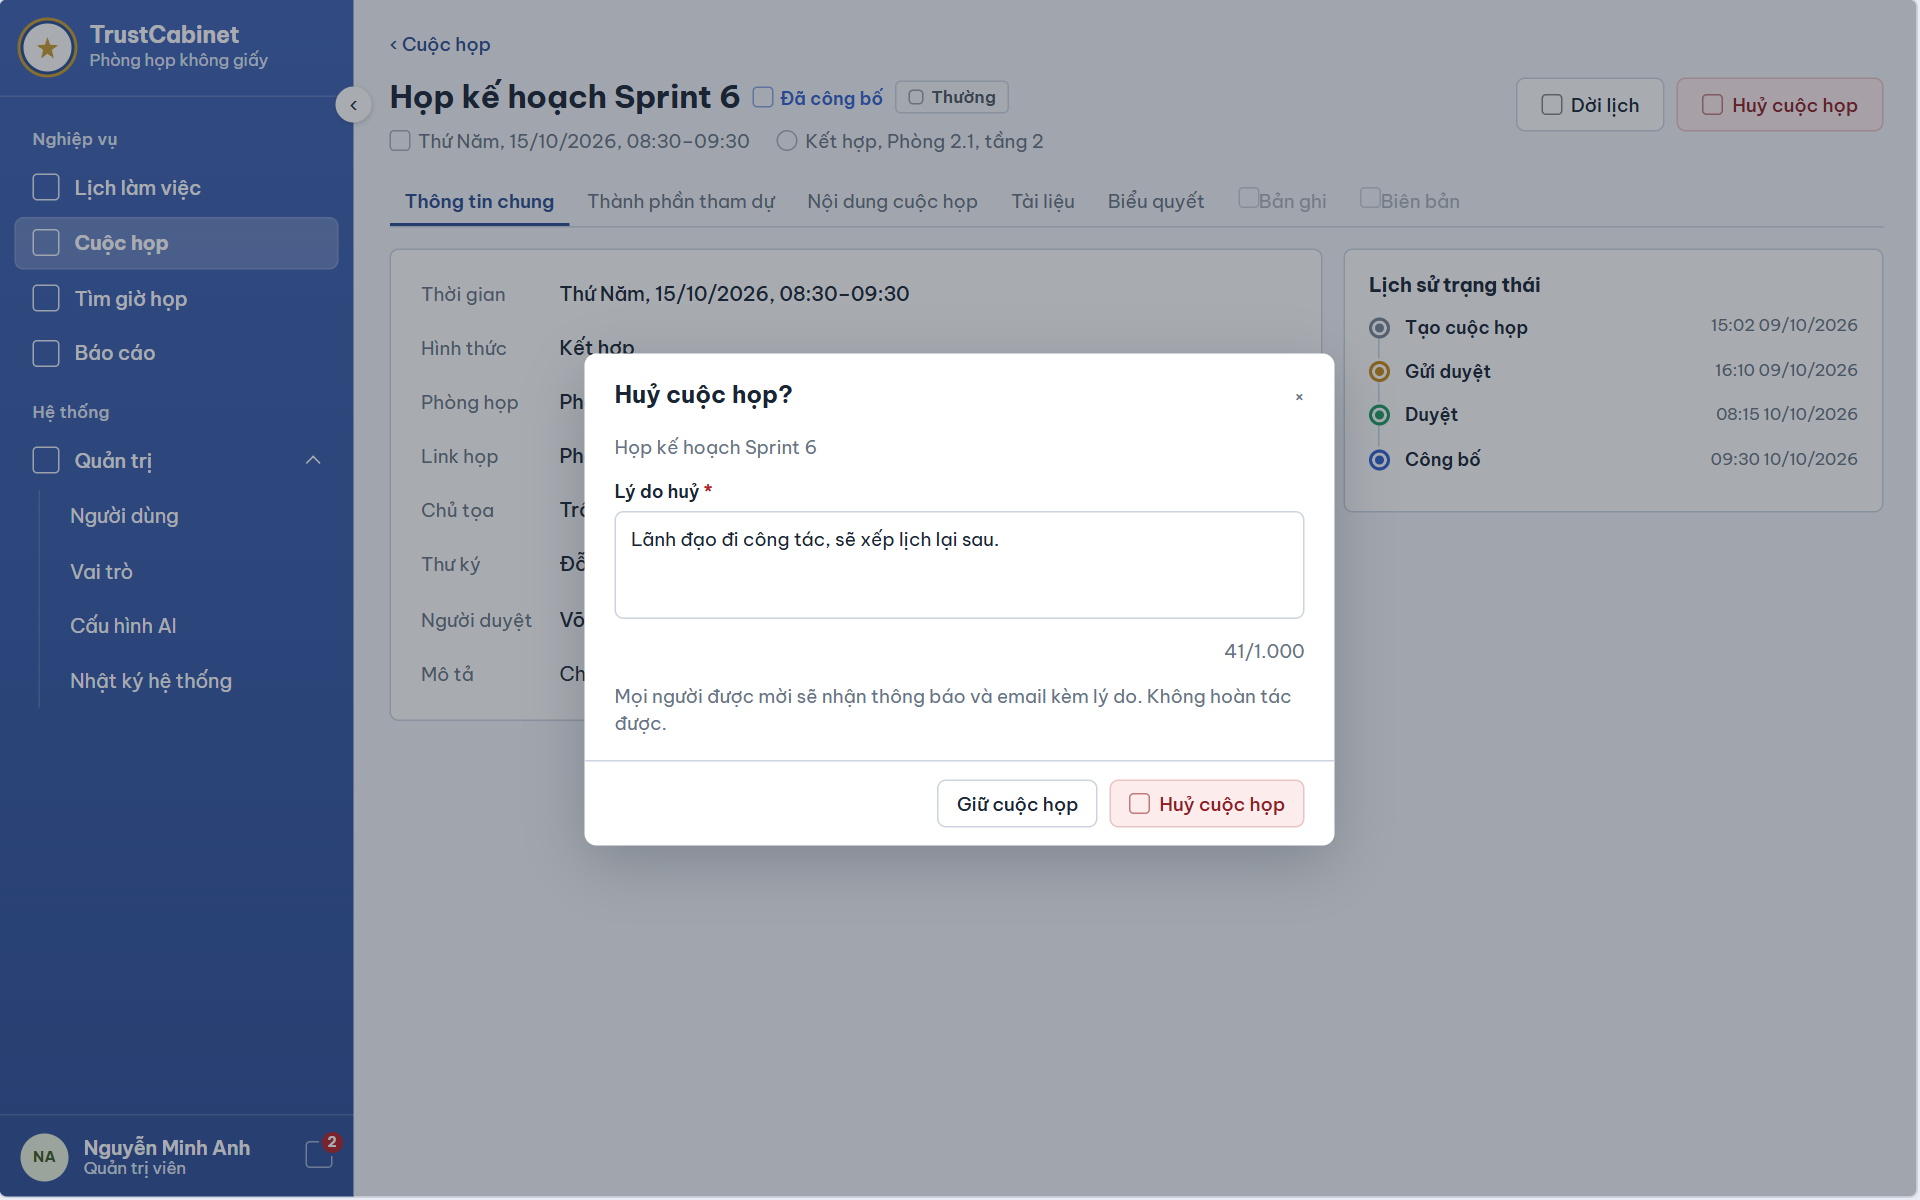 TrustCabinet
Phòng họp không giấy
Nghiệp vụ
Lịch làm việc
Cuộc họp
Tìm giờ họp
Báo cáo
Hệ thống
Quản trị
Người dùng
Vai trò
Cấu hình AI
Nhật ký hệ thống
NA
Nguyễn Minh Anh
Quản trị viên
2
‹ Cuộc họp
Họp kế hoạch Sprint 6
Đã công bố
Thường
Thứ Năm, 15/10/2026, 08:30–09:30
Kết hợp, Phòng 2.1, tầng 2
Dời lịch
Huỷ cuộc họp
Thông tin chung
Thành phần tham dự
Nội dung cuộc họp
Tài liệu
Biểu quyết
Bản ghi
Biên bản
Thời gian
Thứ Năm, 15/10/2026, 08:30–09:30
Hình thức
Kết hợp
Phòng họp
Ph
Link họp
Ph
Chủ tọa
Thư ký
Đỗ
Người duyệt
Mô tả
Ch
Lịch sử trạng thái
Tạo cuộc họp
15:02 09/10/2026
Gửi duyệt
16:10 09/10/2026
Duyệt
08:15 10/10/2026
Công bố
09:30 10/10/2026
Huỷ cuộc họp?
×
Họp kế hoạch Sprint 6
Lý do huỷ *
Lãnh đạo đi công tác, sẽ xếp lịch lại sau.
41/1.000
Mọi người được mời sẽ nhận thông báo và email kèm lý do. Không hoàn tác
được.
Giữ cuộc họp
Huỷ cuộc họp